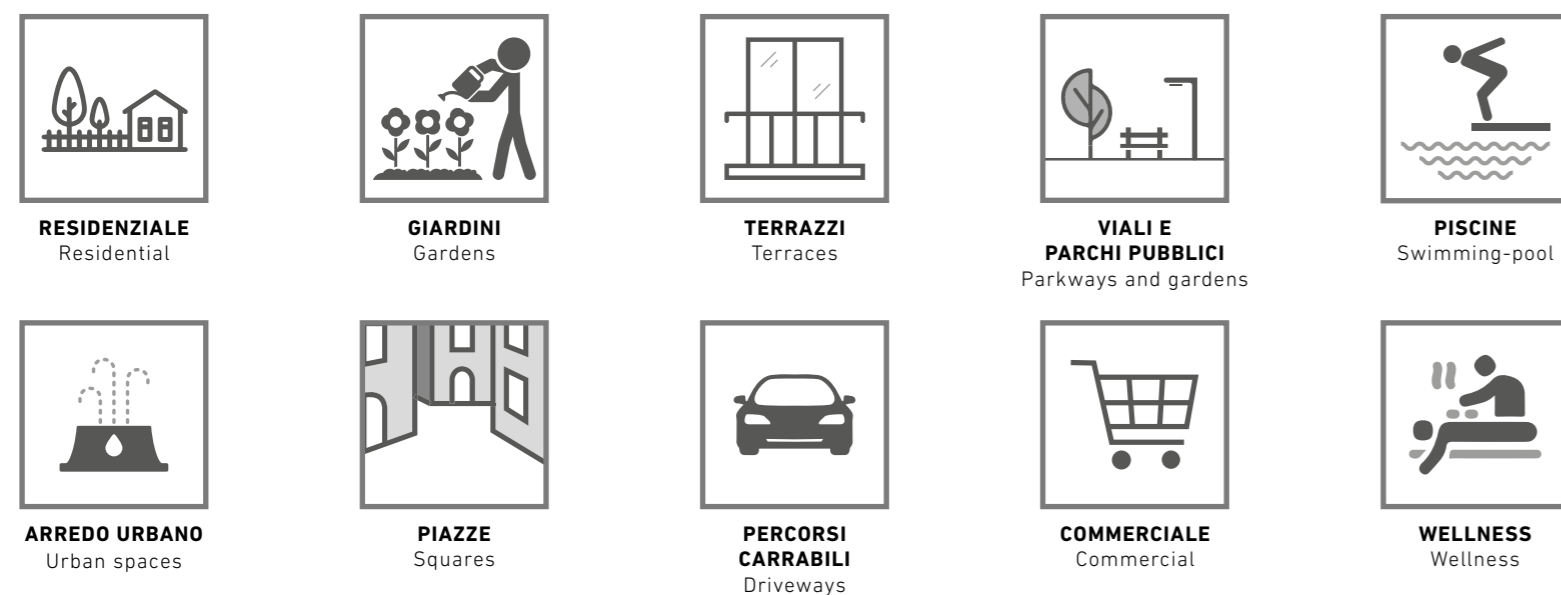 RESIDENZIALE
Residential
GIARDINI
Gardens
TERRAZZI
Terraces
VIALI E
PARCHI PUBBLICI
Parkways and gardens
PISCINE
Swimming-pool
ARREDO URBANO
Urban spaces
PIAZZE
Squares
PERCORSI
CARRABILI
Driveways
COMMERCIALE
Commercial
WELLNESS
Wellness